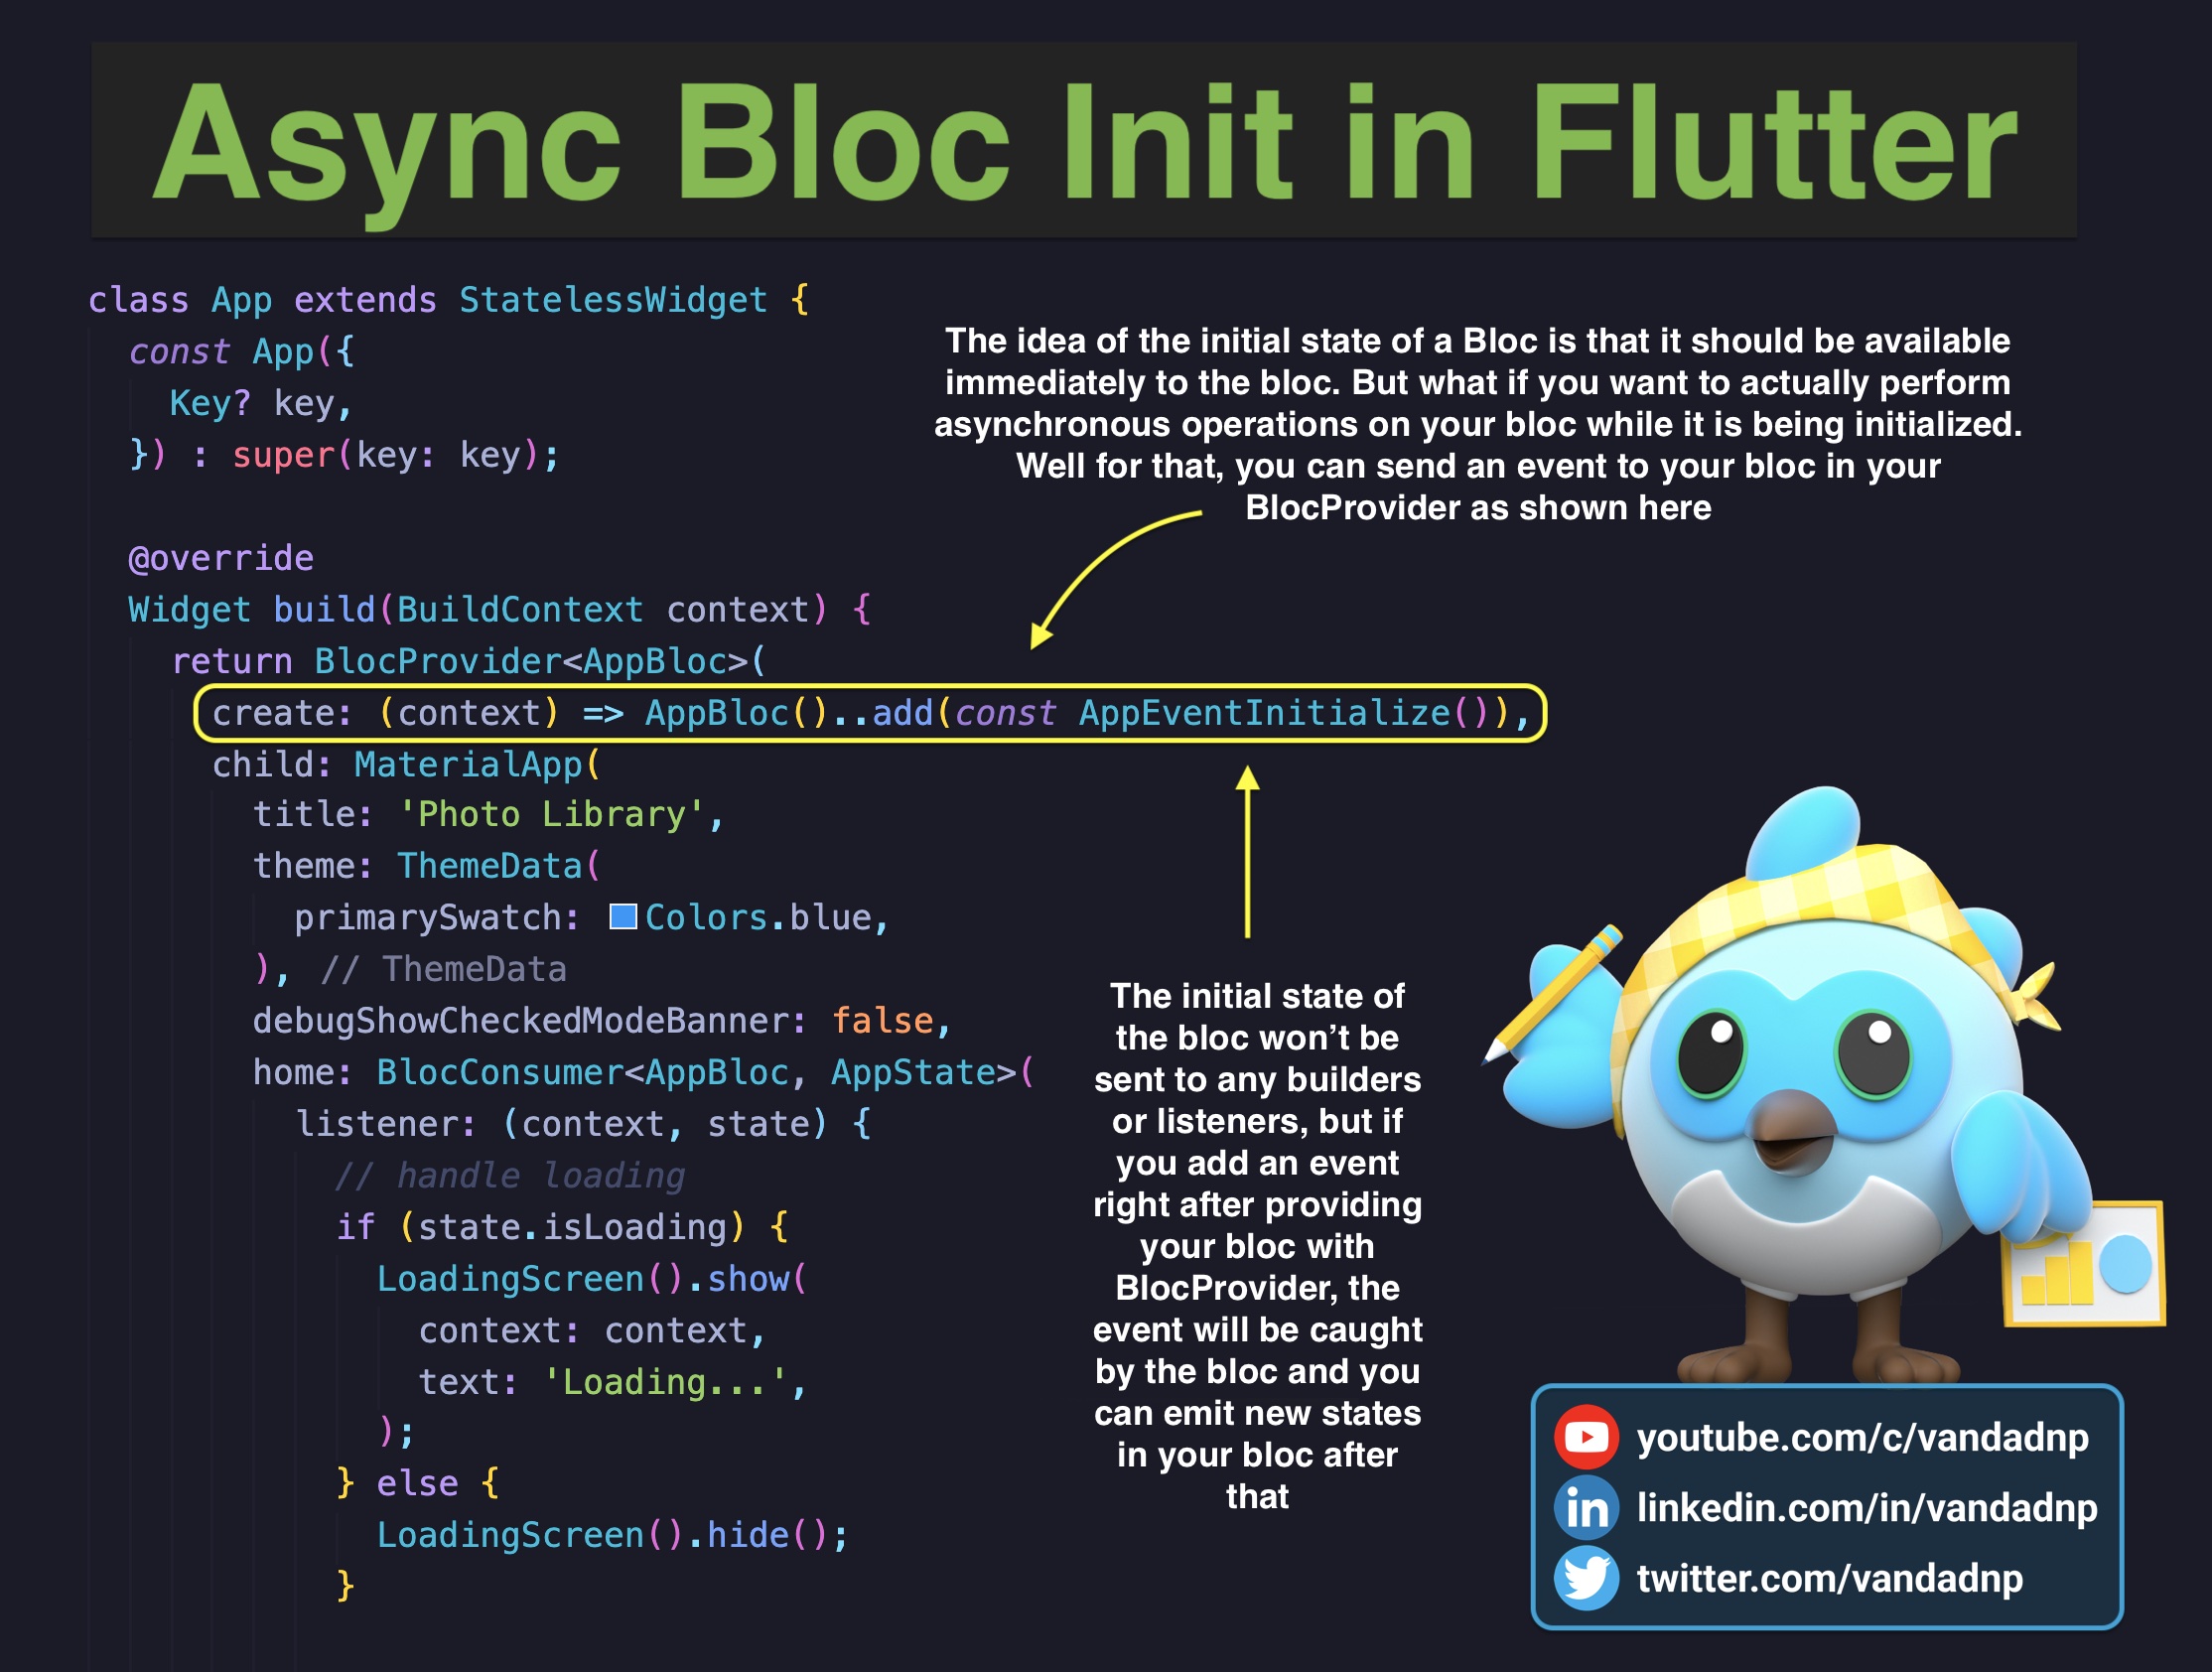 Async Bloc Init in Flutter
class App extends StatelessWidget {
const App({
Key? key,
}) : super(key: key);
The idea of the initial state of a Bloc is that it should be available
immediately to the bloc. But what if you want to actually perform
asynchronous operations on your bloc while it is being initialized.
Well for that, you can send an event to your bloc in your
BlocProvider as shown here
@override
Widget build(BuildContext context) {
return BlocProvider<AppBloc>(
create: (context) => AppBloc()..add(const AppEventInitialize()),
child: MaterialApp(
title: 'Photo Library',
theme: ThemeData(
primarySwatch: Colors.blue,
), // ThemeData
debugShowCheckedModeBanner: false,
home: BlocConsumer<AppBloc, AppState>(
listener: (context, state) {
// handle loading
if (state.isLoading) {
LoadingScreen().show(
context: context,
text: 'Loading...',
);
} else {
LoadingScreen().hide();
}
The initial state of
the bloc won’t be
sent to any builders
or listeners, but if
you add an event
right after providing
your bloc with
BlocProvider, the
event will be caught
by the bloc and you
can emit new states
in your bloc after
that
youtube.com/c/vandadnp
in linkedin.com/in/vandadnp
twitter.com/vandadnp